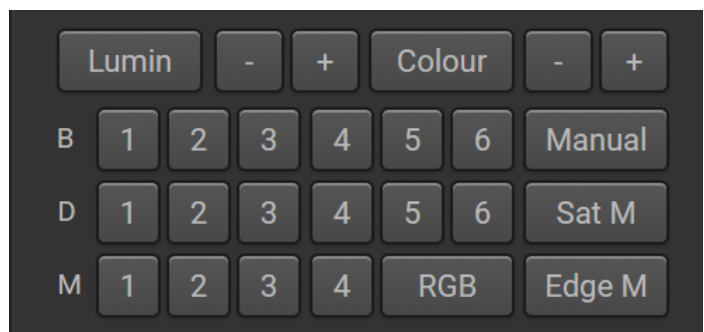 Lumin - + Colour - +
B 1 2 3 4 5 6 Manual
D 1 2 3 4 5 6 Sat M
M 1 2 3 4 RGB Edge M